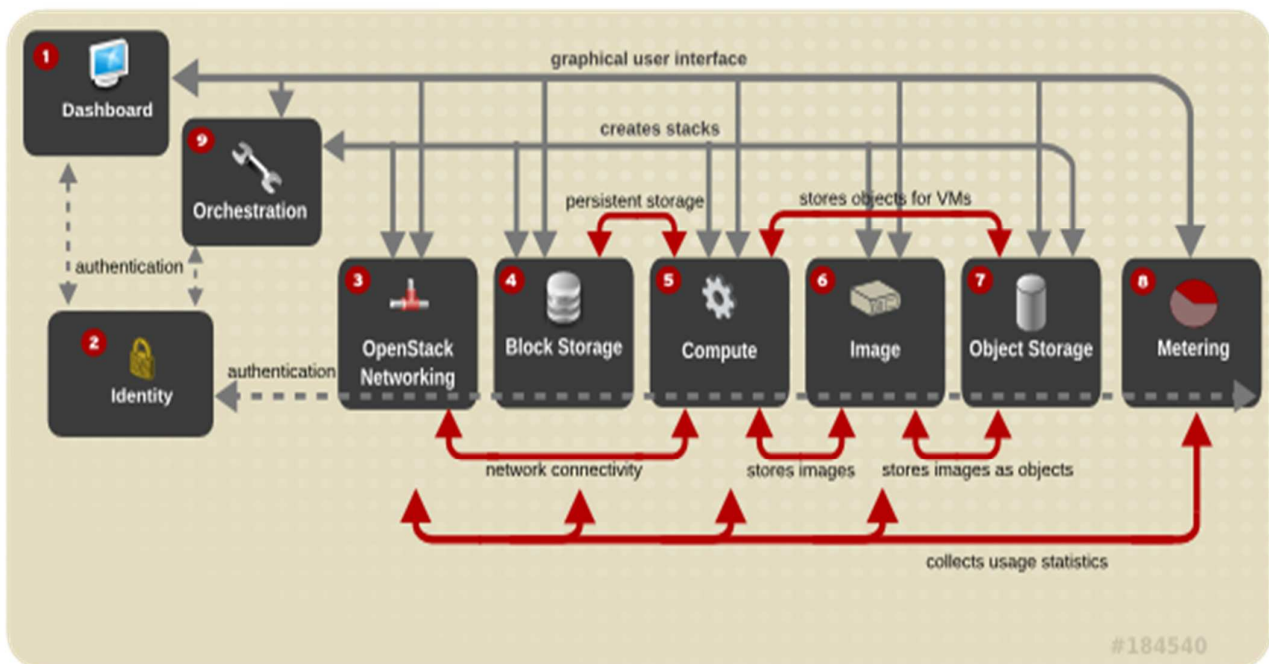 graphical user interface
1
Dashboard
creates stacks
9
Orchestration
persistent storage
stores objects for VMs
authentication
2
Identity
authentication
3
OpenStack
Networking
4
Block Storage
5
Compute
6
Image
7
Object Storage
8
Metering
network connectivity
stores images
stores images as objects
collects usage statistics
#184540